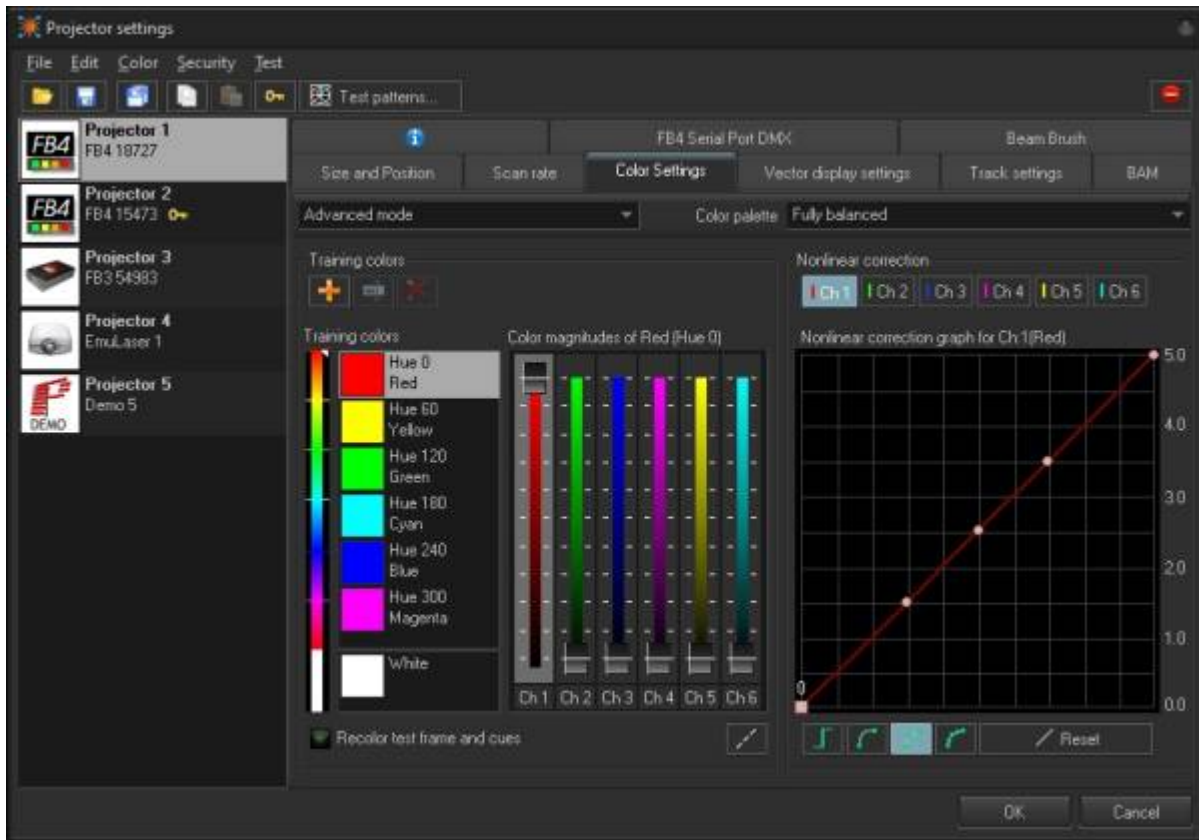 Projector settings
File Edit Color Security Test
Test patterns...
FB4
Projector 1
FB4 18727
FB4
Projector 2
FB4 15473
Projector 3
FB3 54983
Projector 4
EmuLaser 1
DEMO
Projector 5
Demo 5
FB4 Serial Port DMX Beam Brush
Size and Position Scan rate Color Settings Vector display settings Track settings BAM
Advanced mode Color palette Fully balanced
Training colors
Training colors
Hue 0
Red
Hue 60
Yellow
Hue 120
Green
Hue 180
Cyan
Hue 240
Blue
Hue 300
Magenta
White
Color magnitudes of Red (Hue 0)
Ch 1 Ch 2 Ch 3 Ch 4 Ch 5 Ch 6
Recolor test frame and cues
Nonlinear correction
Ch 1 Ch 2 Ch 3 Ch 4 Ch 5 Ch 6
Nonlinear correction graph for Ch 1(Red)
5.0
4.0
3.0
2.0
1.0
0
0.0
Reset
OK Cancel